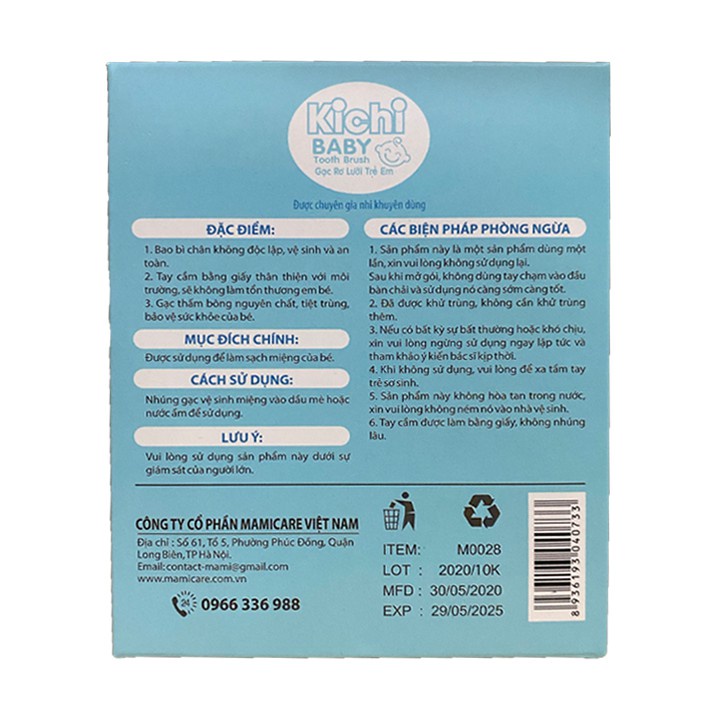 Kichi
BABY
Tooth Brush
Gạc Rơ Lưỡi Trẻ Em
Được chuyên gia nhi khuyên dùng
ĐẶC ĐIỂM:
1. Bao bì chân không độc lập, vệ sinh và an
toàn.
2. Tay cầm bằng giấy thân thiện với môi
trường, sẽ không làm tổn thương em bé.
3. Gạc thấm bông nguyên chất, tiệt trùng,
bảo vệ sức khỏe của bé.
MỤC ĐÍCH CHÍNH:
Được sử dụng để làm sạch miệng của bé.
CÁCH SỬ DỤNG:
Nhúng gạc vệ sinh miệng vào dấu mè hoặc
nước ấm để sử dụng.
LƯU Ý:
Vui lòng sử dụng sản phẩm này dưới sự
giám sát của người lớn.
CÁC BIỆN PHÁP PHÒNG NGỪA
1. Sản phẩm này là một sản phẩm dùng một
lần, xin vui lòng không sử dụng lại.
Sau khi mở gói, không dùng tay chạm vào đầu
bàn chải và sử dụng nó càng sớm càng tốt.
2. Đã được khử trùng, không cần khử trùng
thêm.
3. Nếu có bất kỳ sự bất thường hoặc khó chịu,
xin vui lòng ngừng sử dụng ngay lập tức và
tham khảo ý kiến bác sĩ kịp thời.
4. Khi không sử dụng, vui lòng để xa tầm tay
trẻ sơ sinh.
5. Sản phẩm này không hòa tan trong nước,
xin vui lòng không ném nó vào nhà vệ sinh.
6. Tay cầm được làm bằng giấy, không nhúng
lâu.
CÔNG TY CỔ PHẦN MAMICARE VIỆT NAM
Địa chỉ : Số 61, Tổ 5, Phường Phúc Đồng, Quận
Long Biên, TP Hà Nội.
Email: contact-mami@gmail.com
www.mamicare.com.vn
24 0966 336 988
ITEM: M0028
LOT : 2020/10K
MFD : 30/05/2020
EXP : 29/05/2025
8 936193 040733